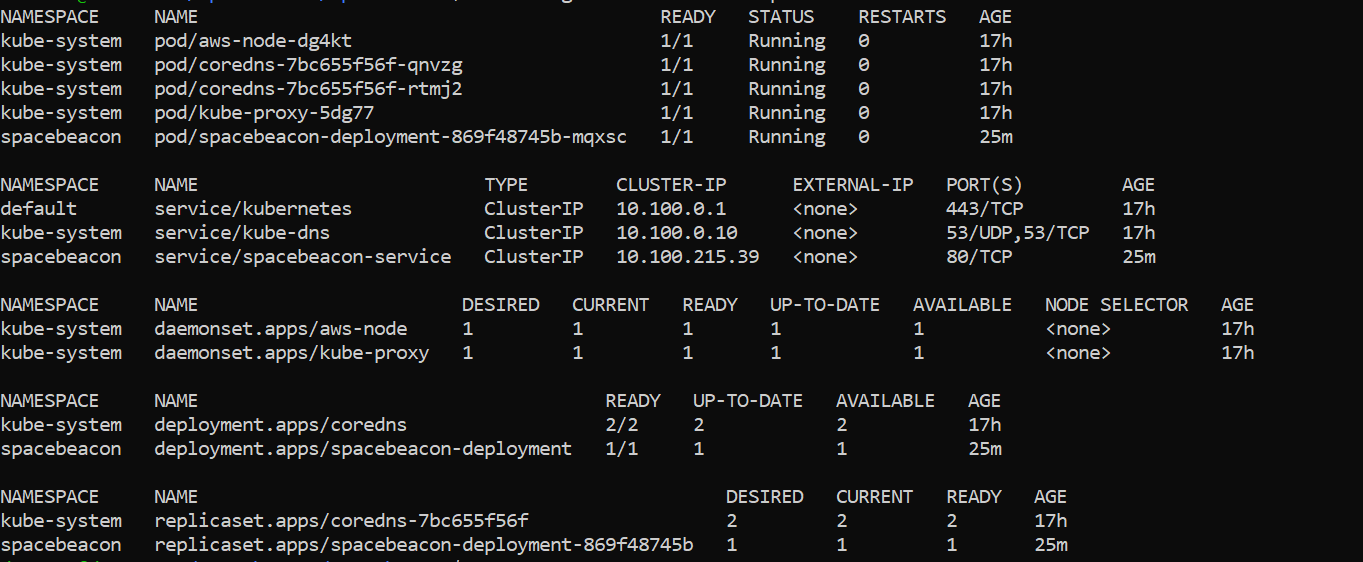 NAMESPACE NAME READY STATUS RESTARTS AGE
kube-system pod/aws-node-dg4kt 1/1 Running 0 17h
kube-system pod/coredns-7bc655f56f-qnvzg 1/1 Running 0 17h
kube-system pod/coredns-7bc655f56f-rtmj2 1/1 Running 0 17h
kube-system pod/kube-proxy-5dg77 1/1 Running 0 17h
spacebeacon pod/spacebeacon-deployment-869f48745b-mqxsc 1/1 Running 0 25m
NAMESPACE NAME TYPE CLUSTER-IP EXTERNAL-IP PORT(S) AGE
default service/kubernetes ClusterIP 10.100.0.1 <none> 443/TCP 17h
kube-system service/kube-dns ClusterIP 10.100.0.10 <none> 53/UDP,53/TCP 17h
spacebeacon service/spacebeacon-service ClusterIP 10.100.215.39 <none> 80/TCP 25m
NAMESPACE NAME DESIRED CURRENT READY UP-TO-DATE AVAILABLE NODE SELECTOR AGE
kube-system daemonset.apps/aws-node 1 1 1 1 1 <none> 17h
kube-system daemonset.apps/kube-proxy 1 1 1 1 1 <none> 17h
NAMESPACE NAME READY UP-TO-DATE AVAILABLE AGE
kube-system deployment.apps/coredns 2/2 2 2 17h
spacebeacon deployment.apps/spacebeacon-deployment 1/1 1 1 25m
NAMESPACE NAME DESIRED CURRENT READY AGE
kube-system replicaset.apps/coredns-7bc655f56f 2 2 2 17h
spacebeacon replicaset.apps/spacebeacon-deployment-869f48745b 1 1 1 25m